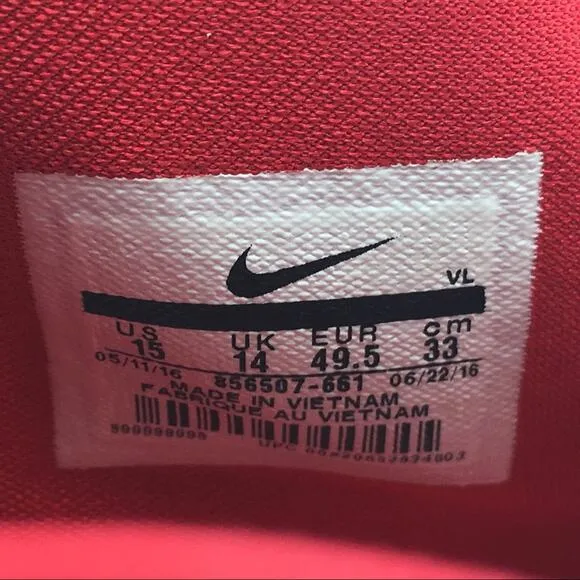 VL
US UK EUR cm
15 14 49.5 33
05/11/16 856507-661 06/22/16
MADE IN VIETNAM
FABRIQUE AU VIETNAM
UPC